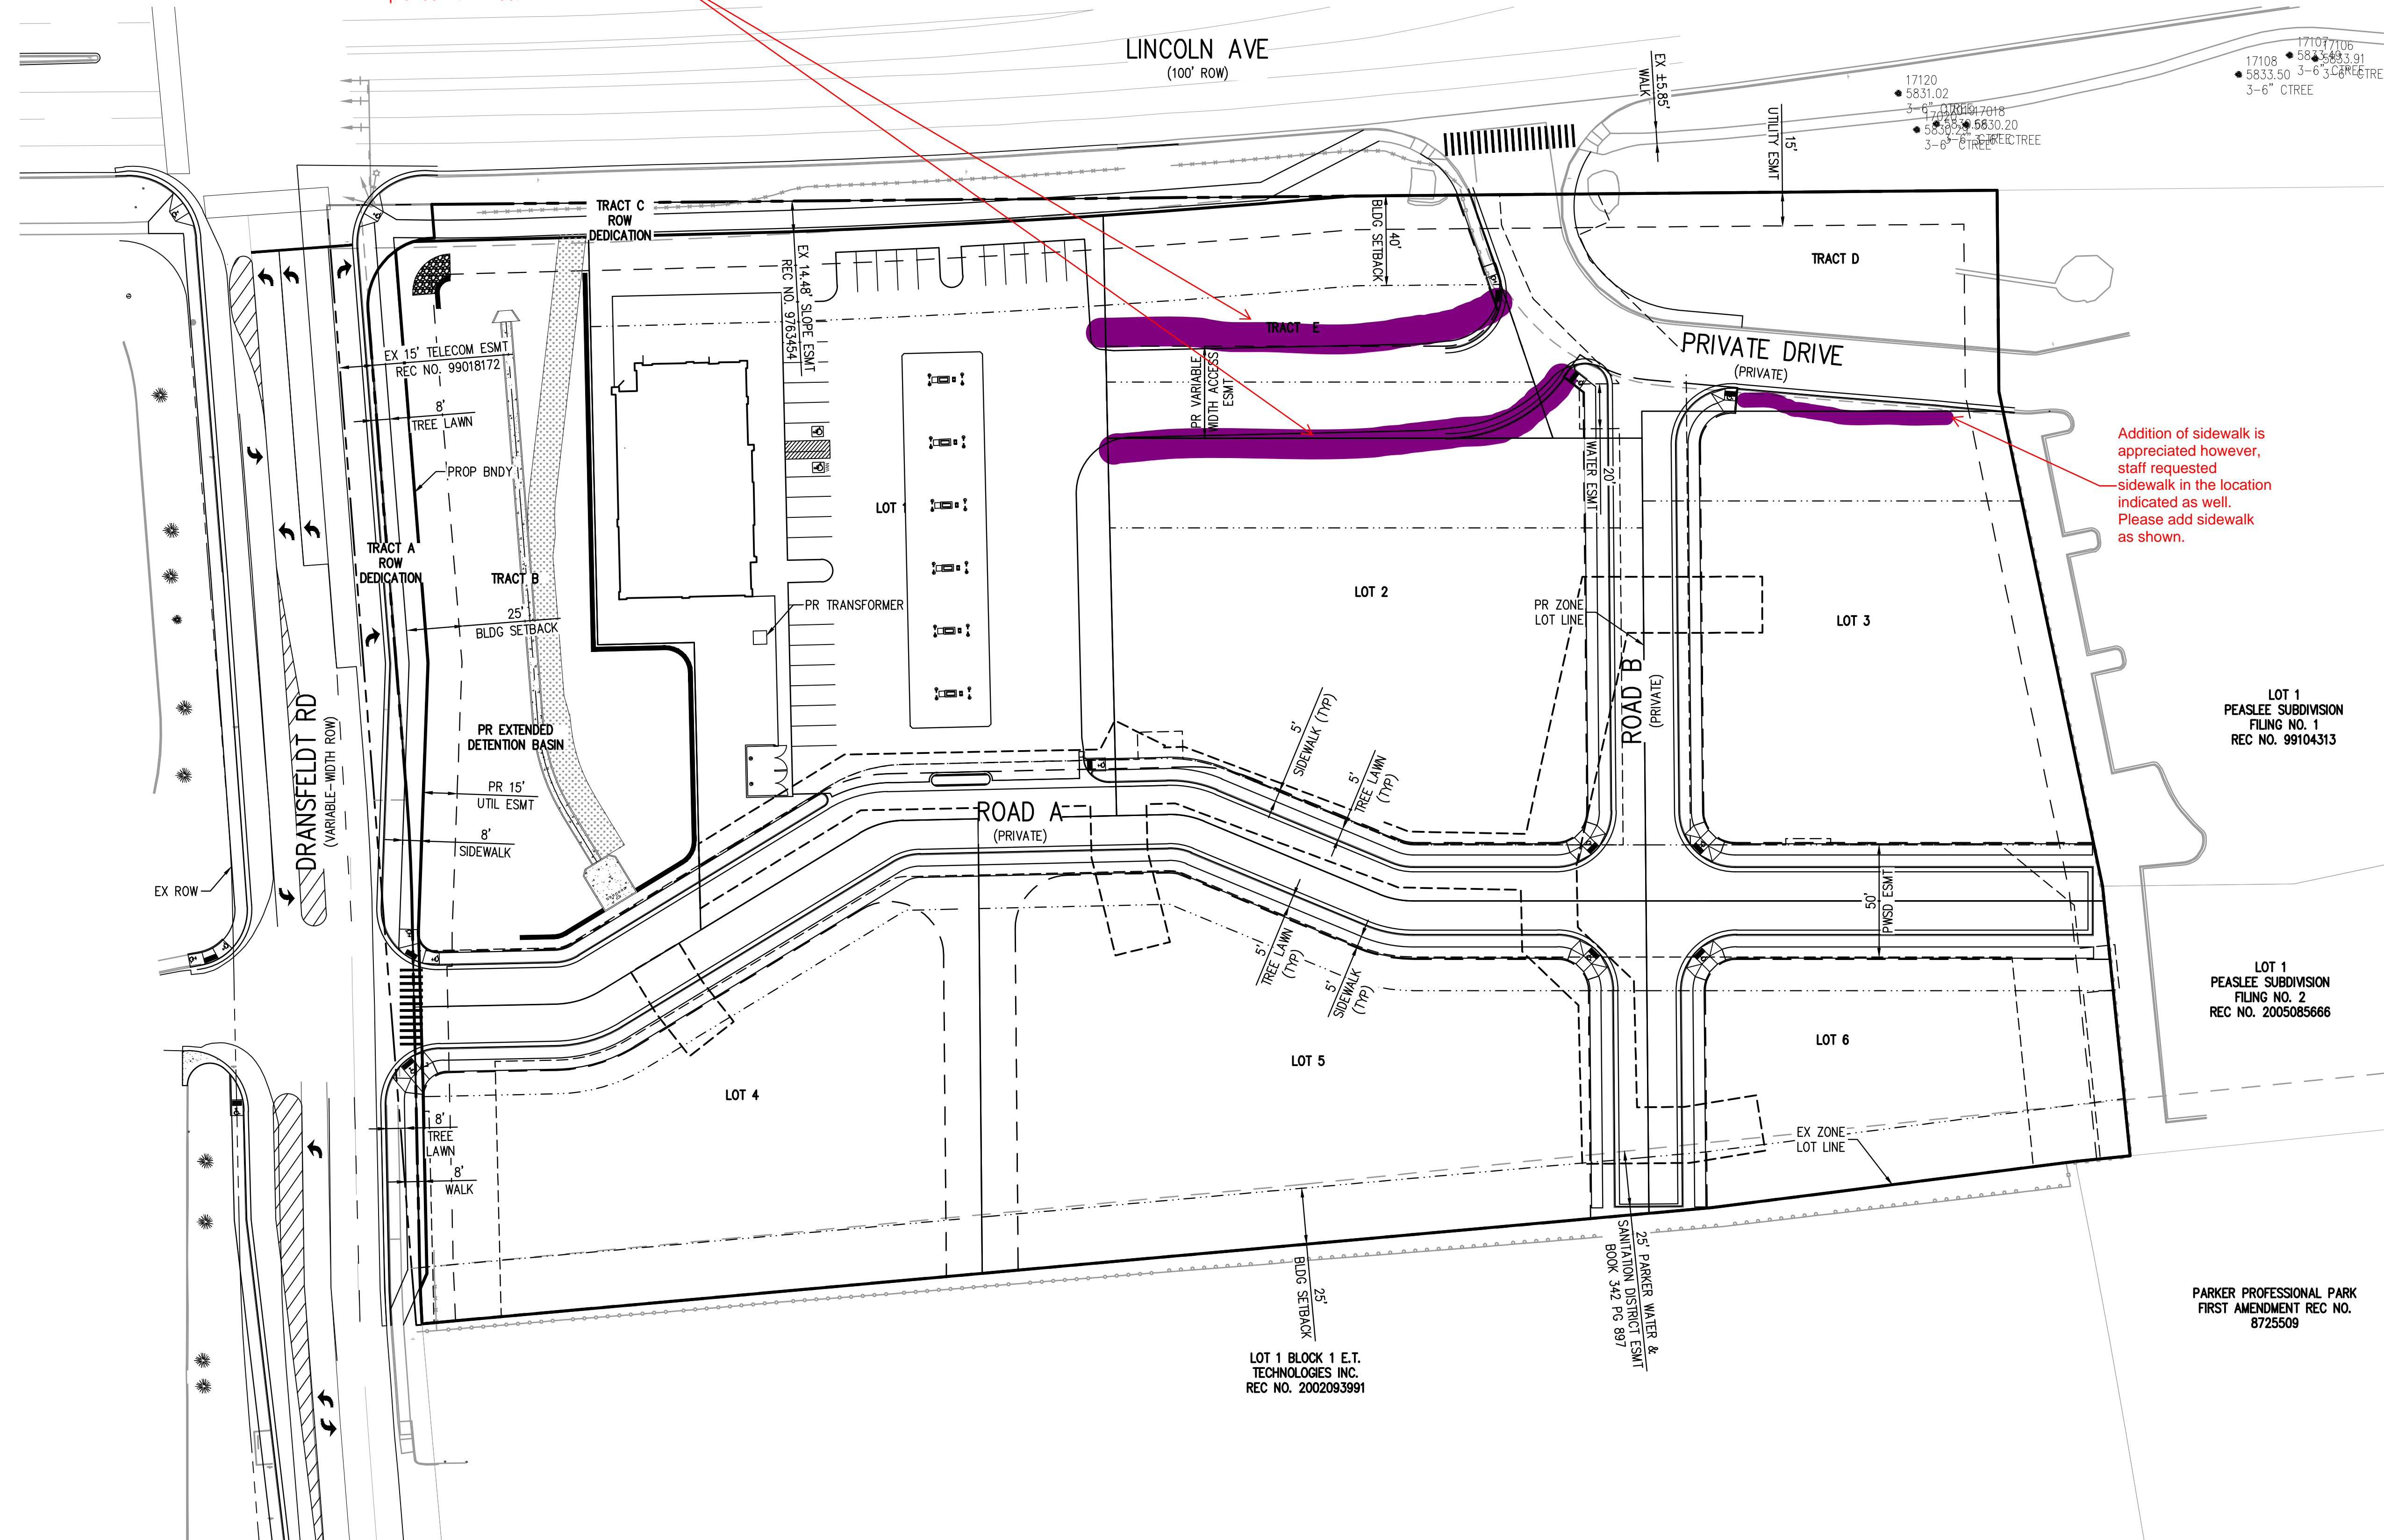 LINCOLN AVE
(100' ROW)
EX ±5.85'
WALK
15'
UTILITY ESMT
17120
5831.02
17108
5833.50
3-6" CTREE
17107
17106
5833.91
17018
5830.20
TRACT C
ROW
DEDICATION
EX 14.48' SLOPE ESMT
REC NO. 9763454
40'
BLDG SETBACK
TRACT D
TRACT E
PRIVATE DRIVE
(PRIVATE)
PR VARIABLE
WIDTH ACCESS
ESMT
20'
WATER ESMT
EX 15' TELECOM ESMT
REC NO. 99018172
8'
TREE LAWN
PROP BNDY
Addition of sidewalk is
appreciated however,
staff requested
sidewalk in the location
indicated as well.
Please add sidewalk
as shown.
LOT 1
TRACT A
ROW
DEDICATION
TRACT B
25'
BLDG SETBACK
PR TRANSFORMER
LOT 2
PR ZONE
LOT LINE
LOT 3
ROAD B
(PRIVATE)
DRANSFELDT RD
(VARIABLE-WIDTH ROW)
PR EXTENDED
DETENTION BASIN
PR 15'
UTIL ESMT
8'
SIDEWALK
5'
SIDEWALK (TYP)
5'
TREE LAWN
(TYP)
LOT 1
PEASLEE SUBDIVISION
FILING NO. 1
REC NO. 99104313
ROAD A
(PRIVATE)
EX ROW
50'
PWSD ESMT
5'
TREE LAWN
(TYP)
5'
SIDEWALK
(TYP)
LOT 1
PEASLEE SUBDIVISION
FILING NO. 2
REC NO. 2005085666
LOT 4
LOT 5
LOT 6
8'
TREE
LAWN
8'
WALK
EX ZONE
LOT LINE
25'
BLDG SETBACK
25' PARKER WATER &
SANITATION DISTRICT ESMT
BOOK 342 PG 897
PARKER PROFESSIONAL PARK
FIRST AMENDMENT REC NO.
8725509
LOT 1 BLOCK 1 E.T.
TECHNOLOGIES INC.
REC NO. 2002093991